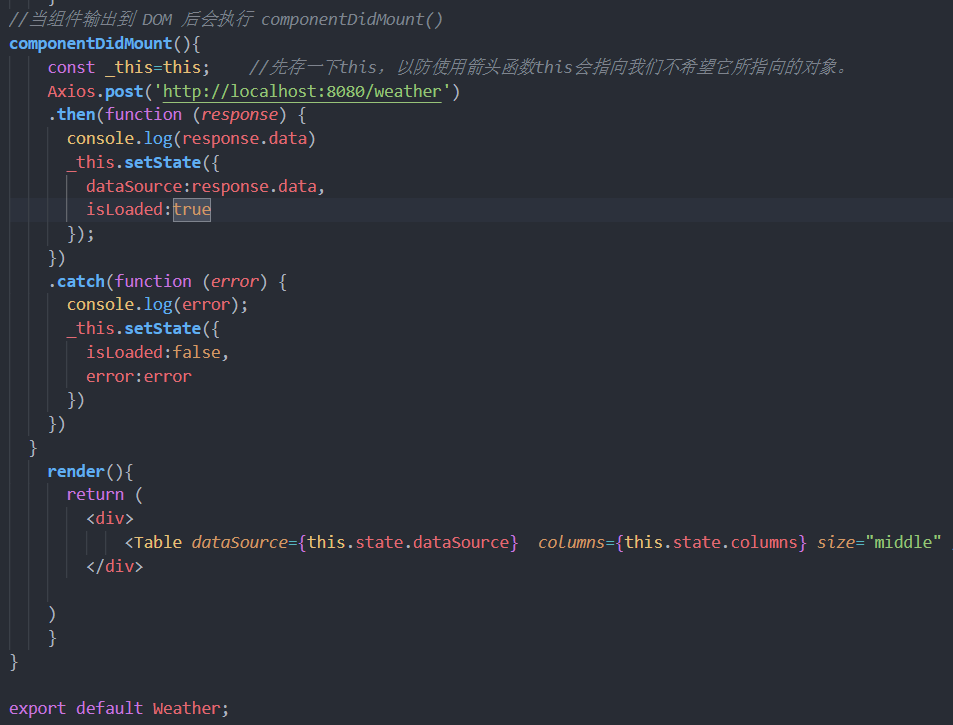 //当组件输出到 DOM 后会执行 componentDidMount()
componentDidMount(){
const _this=this;    //先存一下this，以防使用箭头函数this会指向我们不希望它所指向的对象。
Axios.post('http://localhost:8080/weather')
.then(function (response) {
console.log(response.data)
_this.setState({
dataSource:response.data,
isLoaded:true
});
})
.catch(function (error) {
console.log(error);
_this.setState({
isLoaded:false,
error:error
})
})
}
render(){
return (
<div>
<Table dataSource={this.state.dataSource}  columns={this.state.columns} size="middle"
</div>
)
}
}
export default Weather;